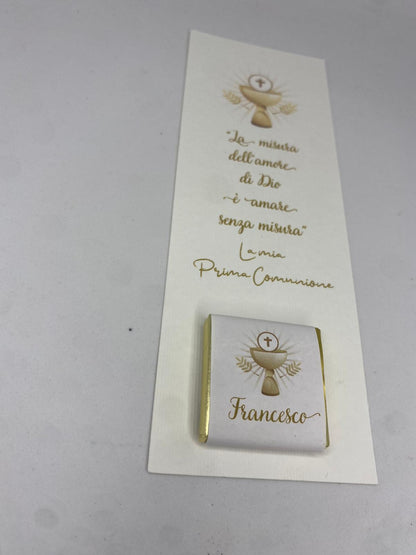 "La misura
dell'amore
di Dio
è amare
senza misura"
La mia
Prima Comunione
Francesco